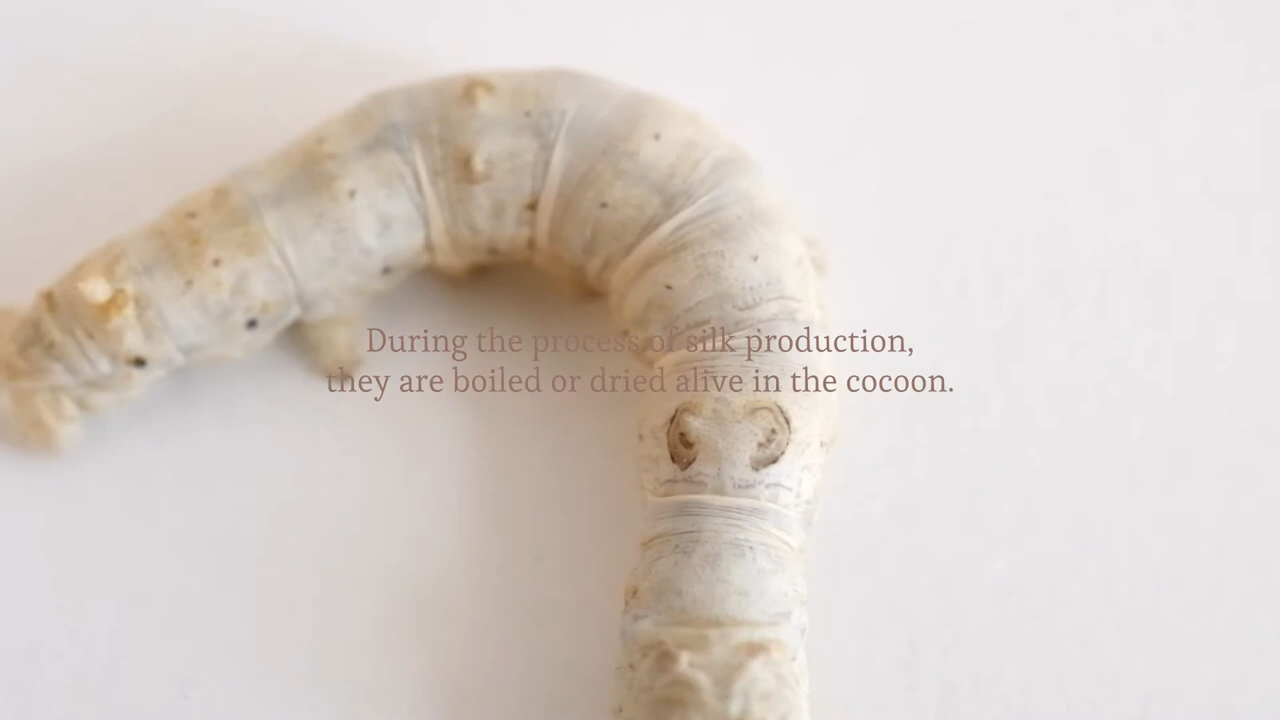 During the process of silk production,
they are boiled or dried alive in the cocoon.